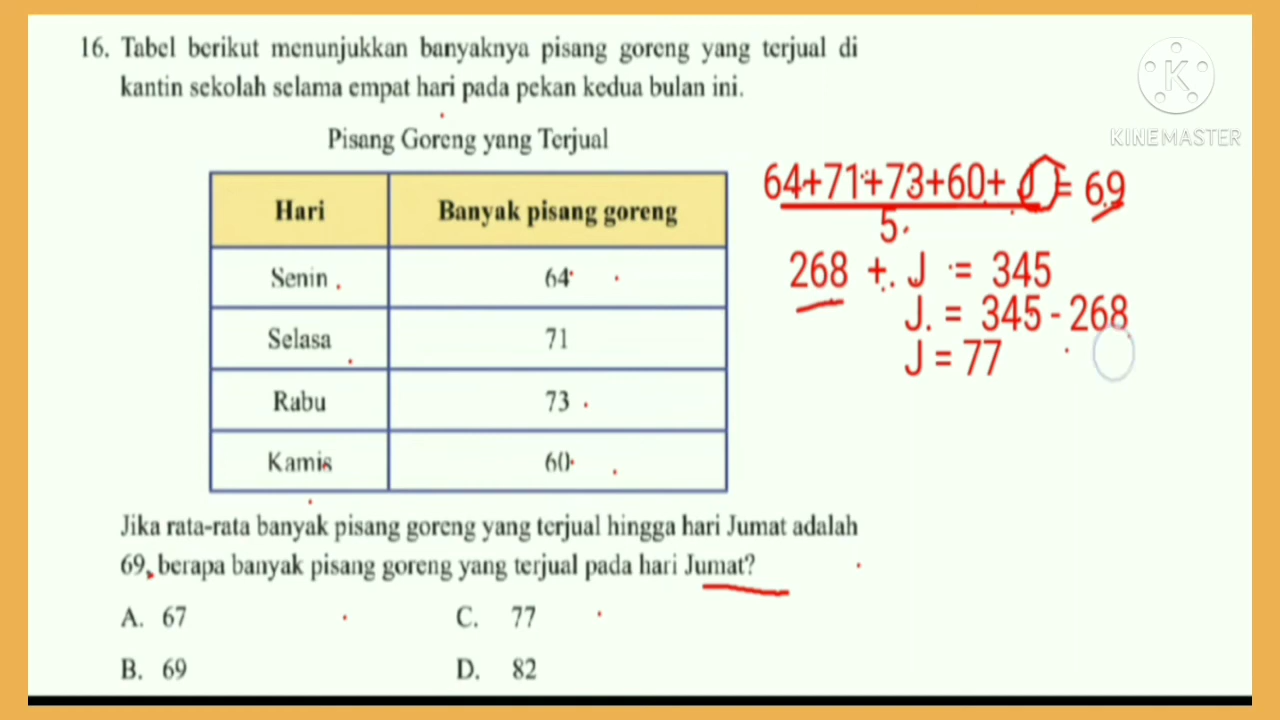 16. Tabel berikut menunjukkan banyaknya pisang goreng yang terjual di
kantin sekolah selama empat hari pada pekan kedua bulan ini.
Pisang Goreng yang Terjual
Hari Banyak pisang goreng
Senin 64
Selasa 71
Rabu 73
Kamis 60
Jika rata-rata banyak pisang goreng yang terjual hingga hari Jumat adalah
69, berapa banyak pisang goreng yang terjual pada hari Jumat?
A. 67 C. 77
B. 69 D. 82
K
KINEMASTER
64+71+73+60+ J = 69
5
268 + J = 345
J = 345 - 268
J = 77